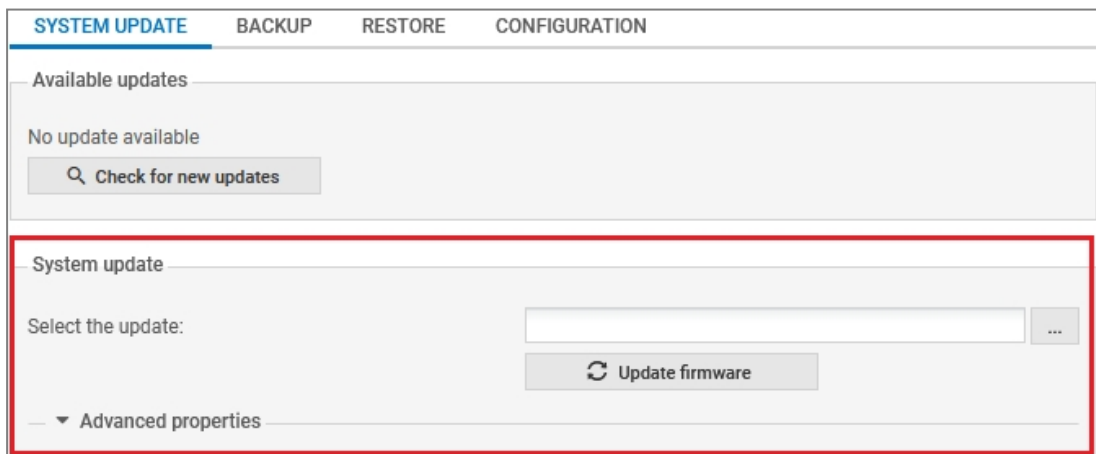 SYSTEM UPDATE BACKUP RESTORE CONFIGURATION
Available updates
No update available
Check for new updates
System update
Select the update:
...
Update firmware
Advanced properties